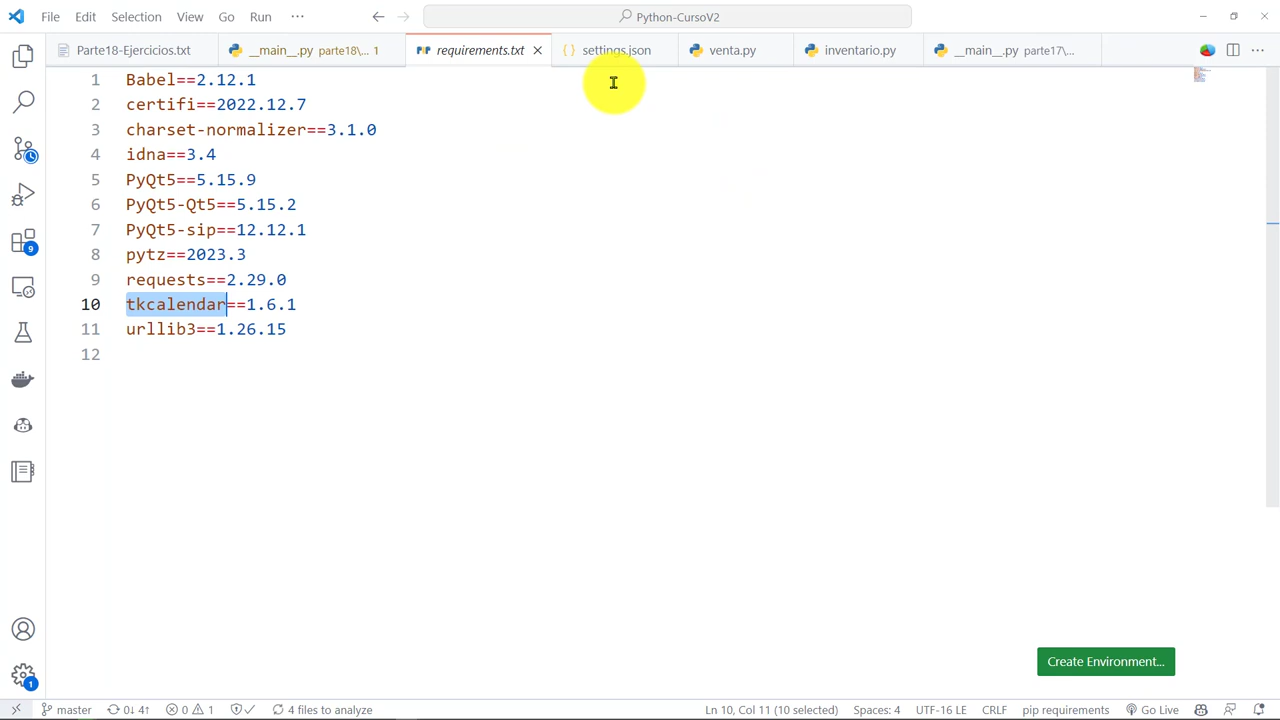 File Edit Selection View Go Run ··· Python-CursoV2
Parte18-Ejercicios.txt __main__.py parte18\... 1 requirements.txt settings.json venta.py inventario.py __main__.py parte17\...
1 Babel==2.12.1
2 certifi==2022.12.7
3 charset-normalizer==3.1.0
4 idna==3.4
5 PyQt5==5.15.9
6 PyQt5-Qt5==5.15.2
7 PyQt5-sip==12.12.1
8 pytz==2023.3
9 requests==2.29.0
10 tkcalendar==1.6.1
11 urllib3==1.26.15
12
9
Create Environment...
1
master 0↓ 4↑ 0 1 4 files to analyze Ln 10, Col 11 (10 selected) Spaces: 4 UTF-16 LE CRLF pip requirements Go Live